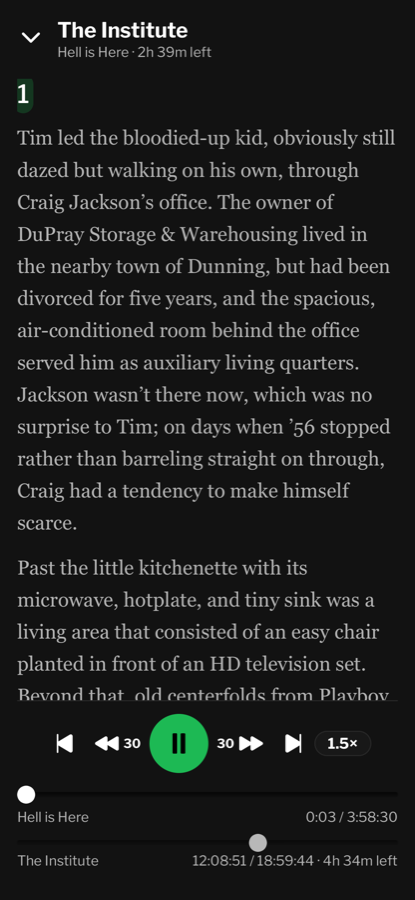 The Institute
Hell is Here · 2h 39m left
1
Tim led the bloodied-up kid, obviously still
dazed but walking on his own, through
Craig Jackson’s office. The owner of
DuPray Storage & Warehousing lived in
the nearby town of Dunning, but had been
divorced for five years, and the spacious,
air-conditioned room behind the office
served him as auxiliary living quarters.
Jackson wasn’t there now, which was no
surprise to Tim; on days when ’56 stopped
rather than barreling straight on through,
Craig had a tendency to make himself
scarce.
Past the little kitchenette with its
microwave, hotplate, and tiny sink was a
living area that consisted of an easy chair
planted in front of an HD television set.
Beyond that, old centerfolds from Playboy
30 30 1.5×
Hell is Here 0:03 / 3:58:30
The Institute 12:08:51 / 18:59:44 · 4h 34m left